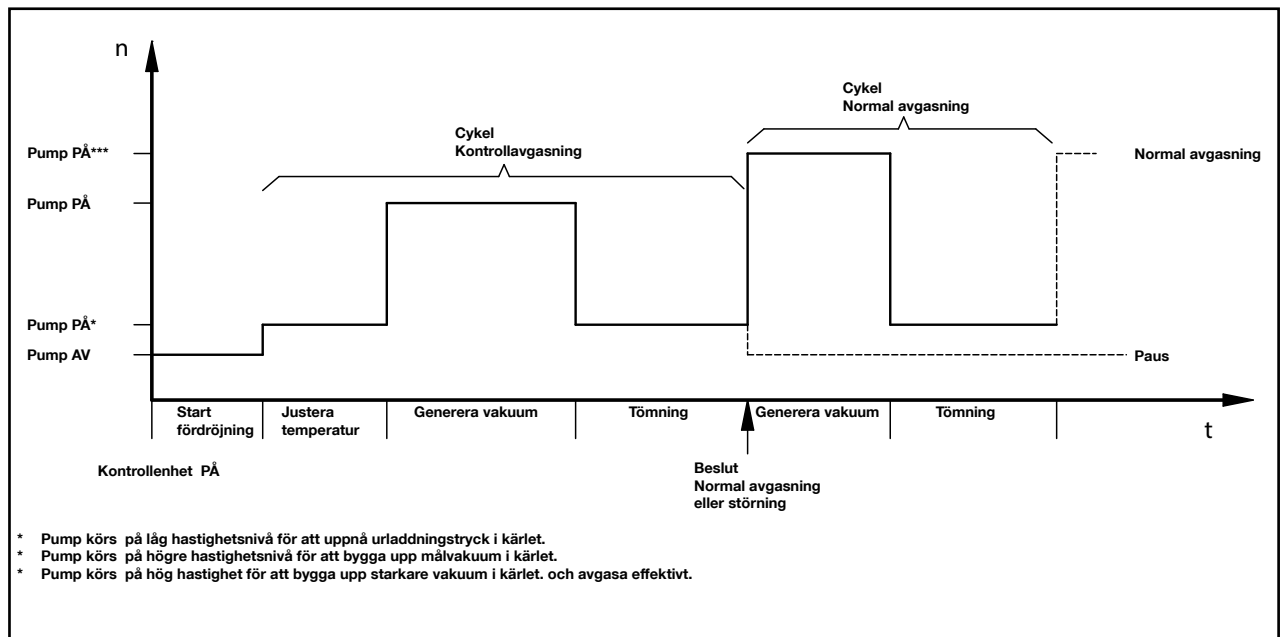 n
Cykel
Normal avgasning
Cykel
Kontrollavgasning
Pump PÅ***
Normal avgasning
Pump PÅ
Pump PÅ*
Pump AV
Paus
Start
fördröjning
Justera
temperatur
Generera vakuum
Tömning
Generera vakuum
Tömning
t
Kontrollenhet PÅ
Beslut
Normal avgasning
eller störning
* Pump körs på låg hastighetsnivå för att uppnå urladdningstryck i kärlet.
* Pump körs på högre hastighetsnivå för att bygga upp målvakuum i kärlet.
* Pump körs på hög hastighet för att bygga upp starkare vakuum i kärlet. och avgasa effektivt.